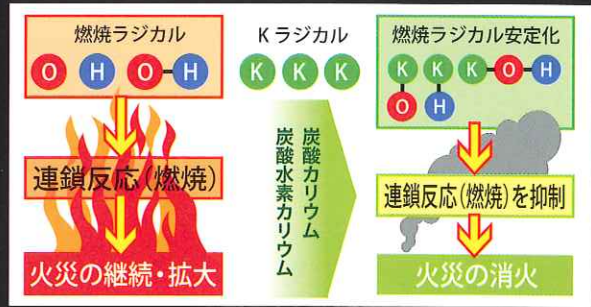 燃焼ラジカル
O H O H
連鎖反応(燃焼)
火災の継続・拡大
Kラジカル
K K K
炭酸カリウム
炭酸水素カリウム
燃焼ラジカル安定化
K K K O H
O H
連鎖反応(燃焼)を抑制
火災の消火